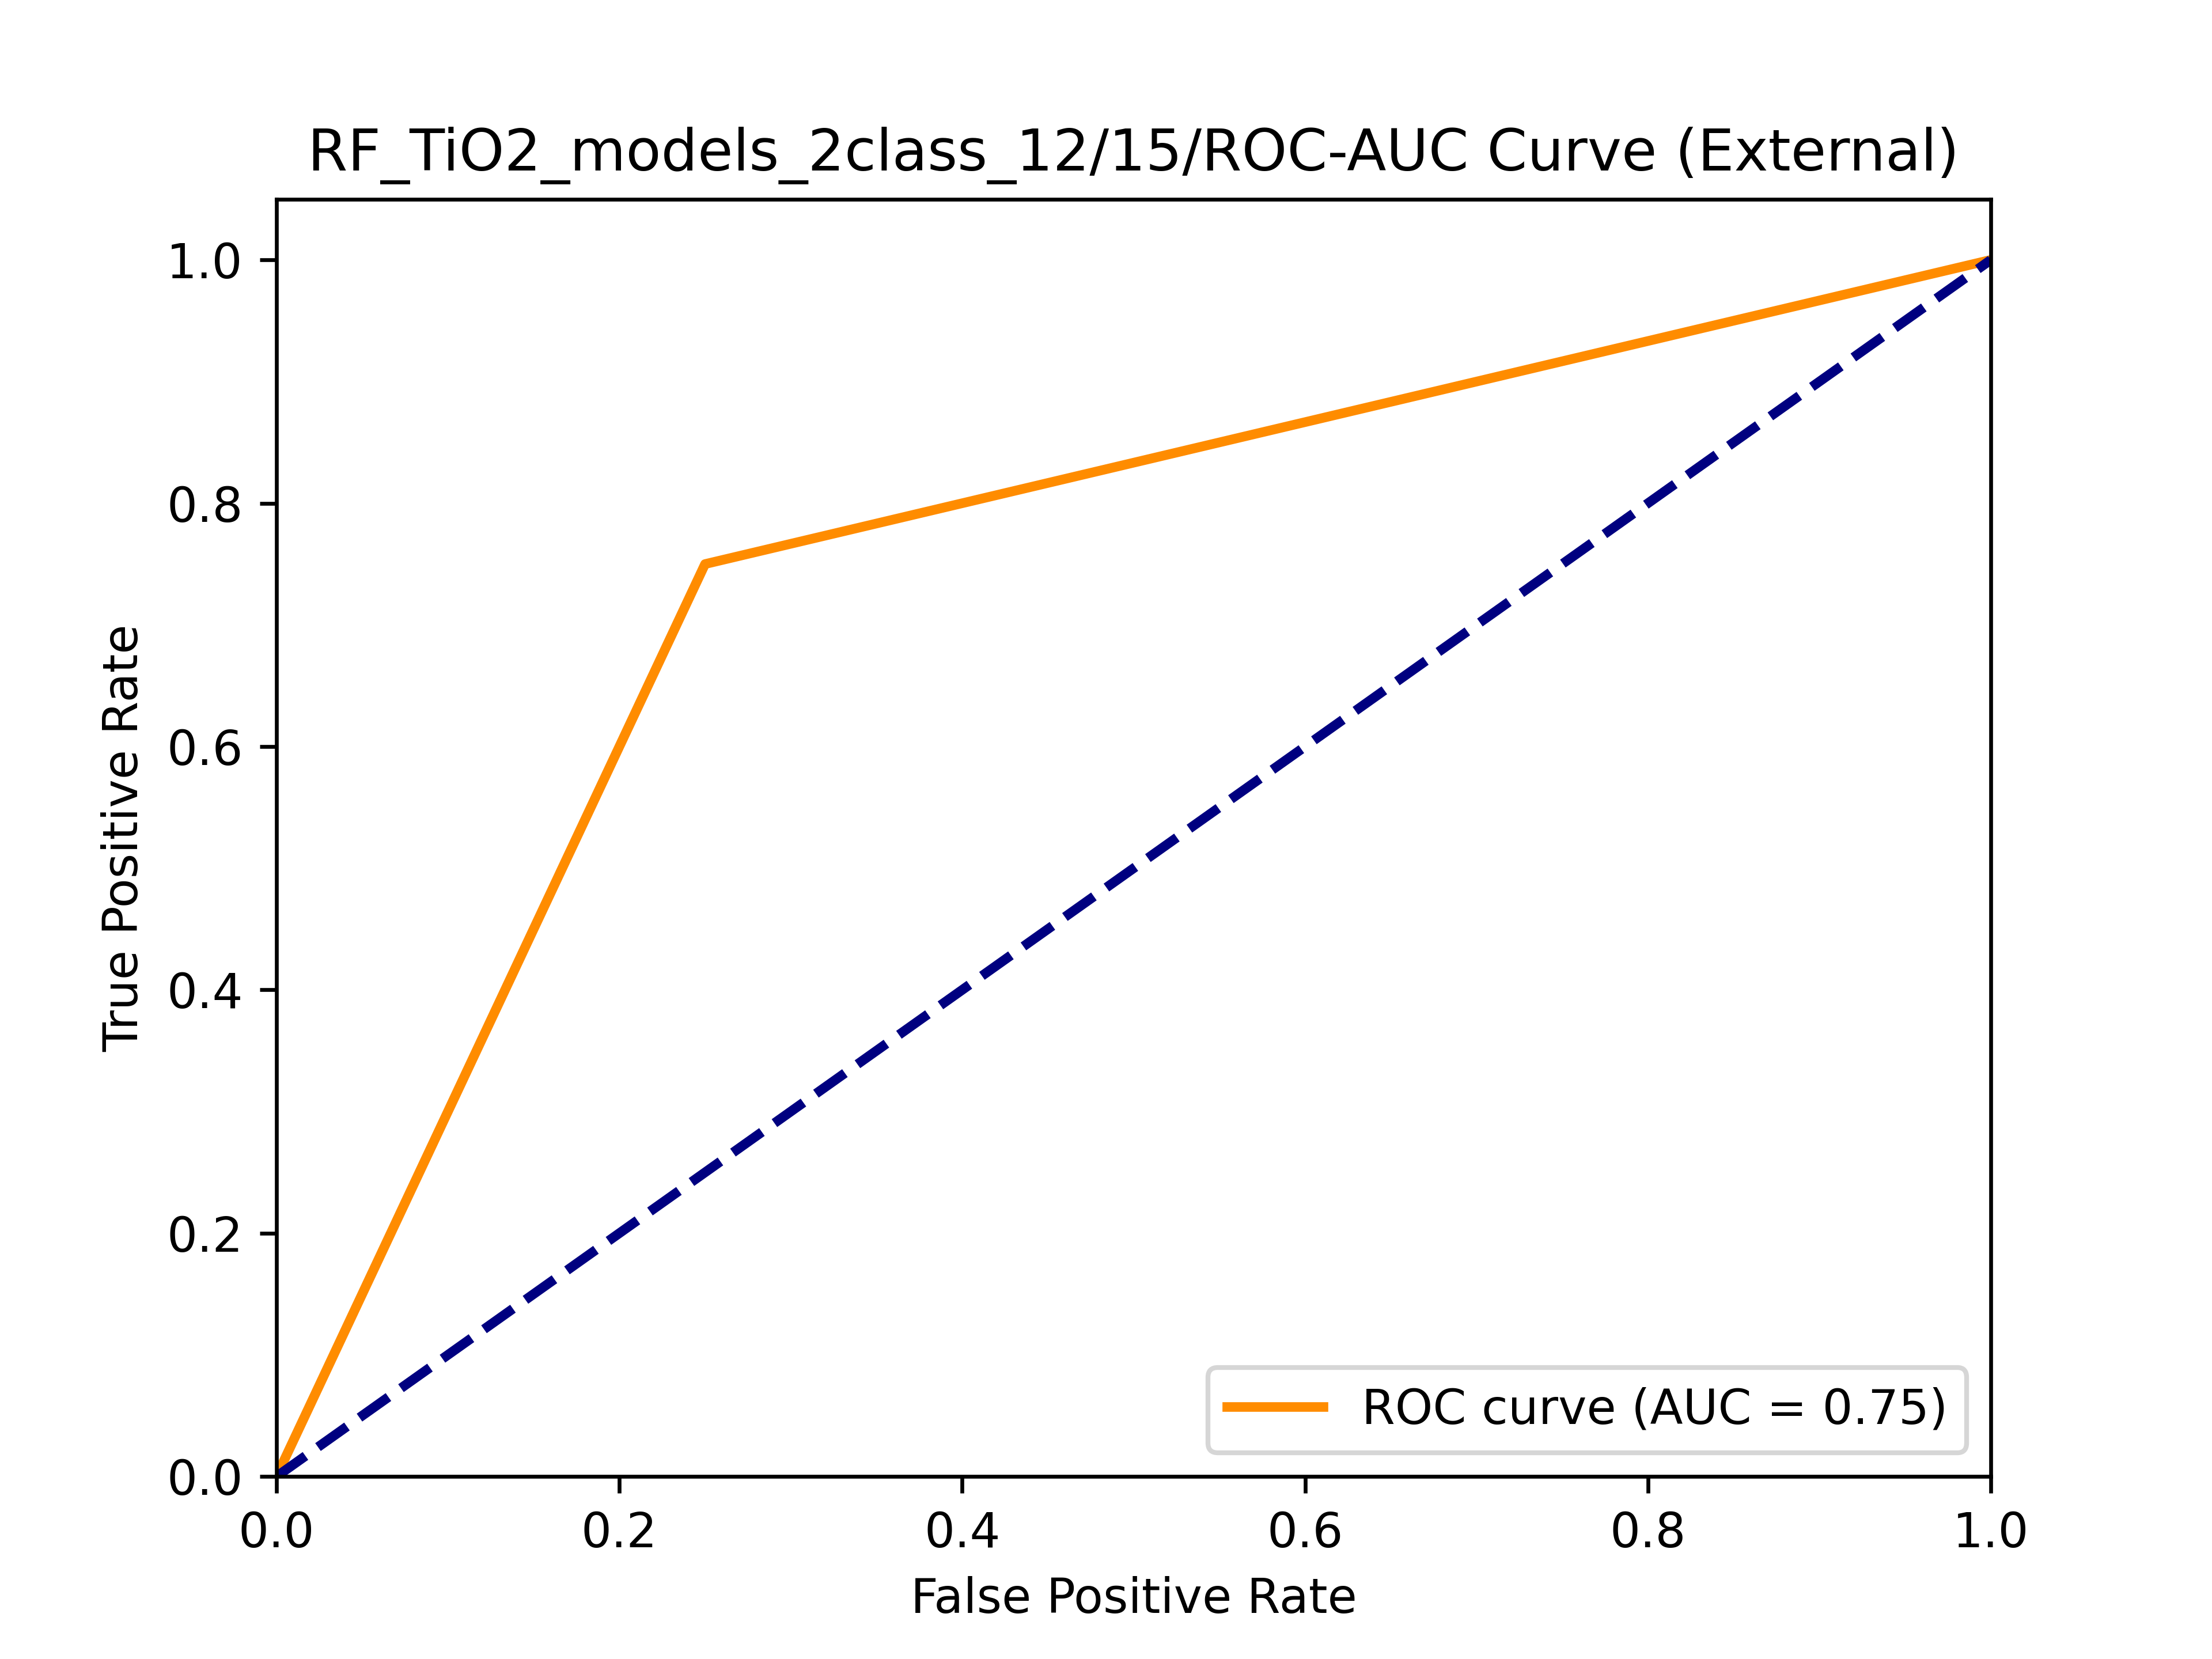 RF_TiO2_models_2class_12/15/ROC-AUC Curve (External)
True Positive Rate
1.0
0.8
0.6
0.4
0.2
0.0
0.0 0.2 0.4 0.6 0.8 1.0
False Positive Rate
ROC curve (AUC = 0.75)